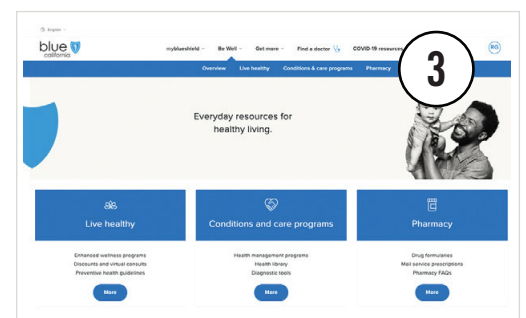 English
blue
california
myblueshield Be Well Get more Find a doctor COVID-19 resources
RG
3
Overview Live healthy Conditions & care programs Pharmacy
Everyday resources for
healthy living.
Live healthy
Enhanced wellness programs
Discounts and virtual consults
Preventive health guidelines
More
Conditions and care programs
Health management programs
Health library
Diagnostic tools
More
Pharmacy
Drug formularies
Mail service prescriptions
Pharmacy FAQs
More